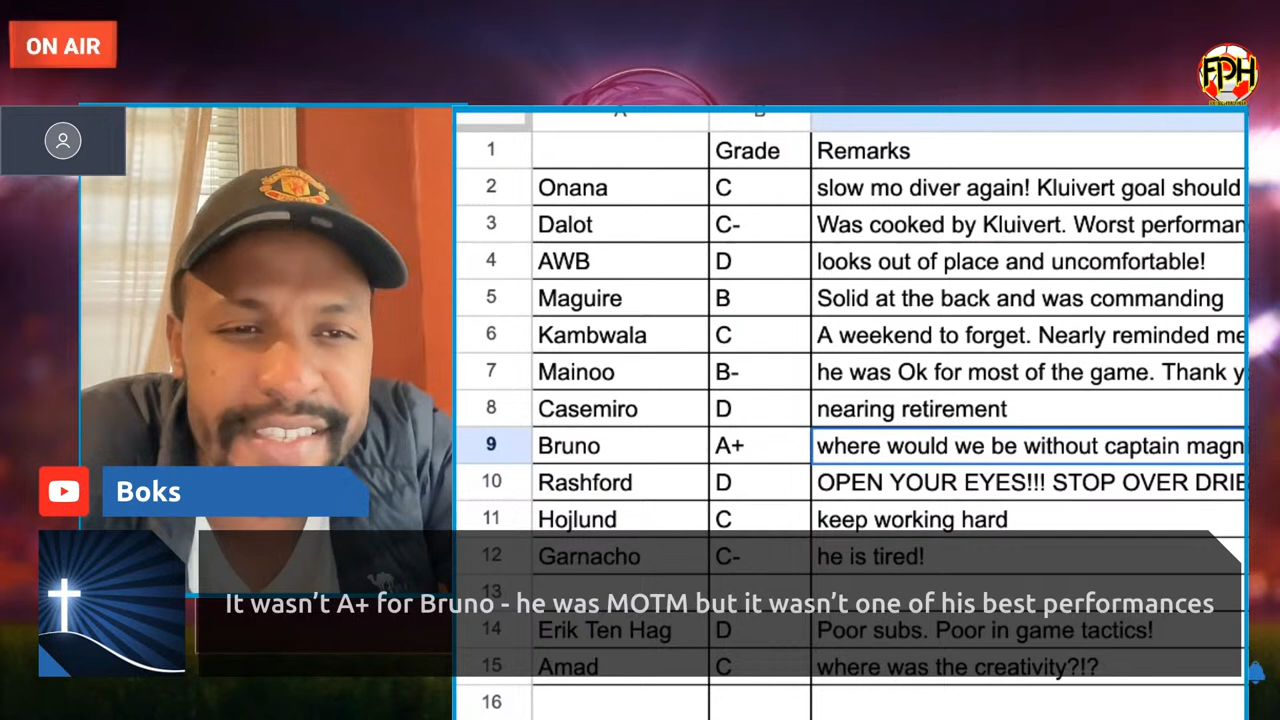 ON AIR
FPH
A B
1 Grade Remarks
2 Onana C slow mo diver again! Kluivert goal should
3 Dalot C- Was cooked by Kluivert. Worst performan
4 AWB D looks out of place and uncomfortable!
5 Maguire B Solid at the back and was commanding
6 Kambwala C A weekend to forget. Nearly reminded me
7 Mainoo B- he was Ok for most of the game. Thank y
8 Casemiro D nearing retirement
9 Bruno A+ where would we be without captain magn
10 Rashford D OPEN YOUR EYES!!! STOP OVER DRIB
11 Hojlund C keep working hard
12 Garnacho C- he is tired!
13
14 Erik Ten Hag D Poor subs. Poor in game tactics!
15 Amad C where was the creativity?!?
16
Boks
It wasn't A+ for Bruno - he was MOTM but it wasn't one of his best performances